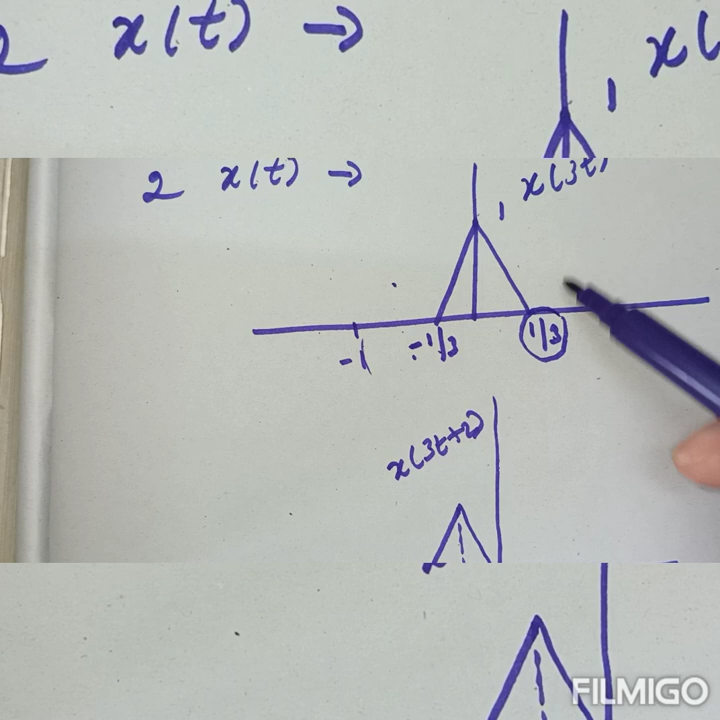 2 x(t) →
x(
1
2 x(t) →
x(3t)
1
-1 -1/3 1/3
x(3t+2)
FILMIGO